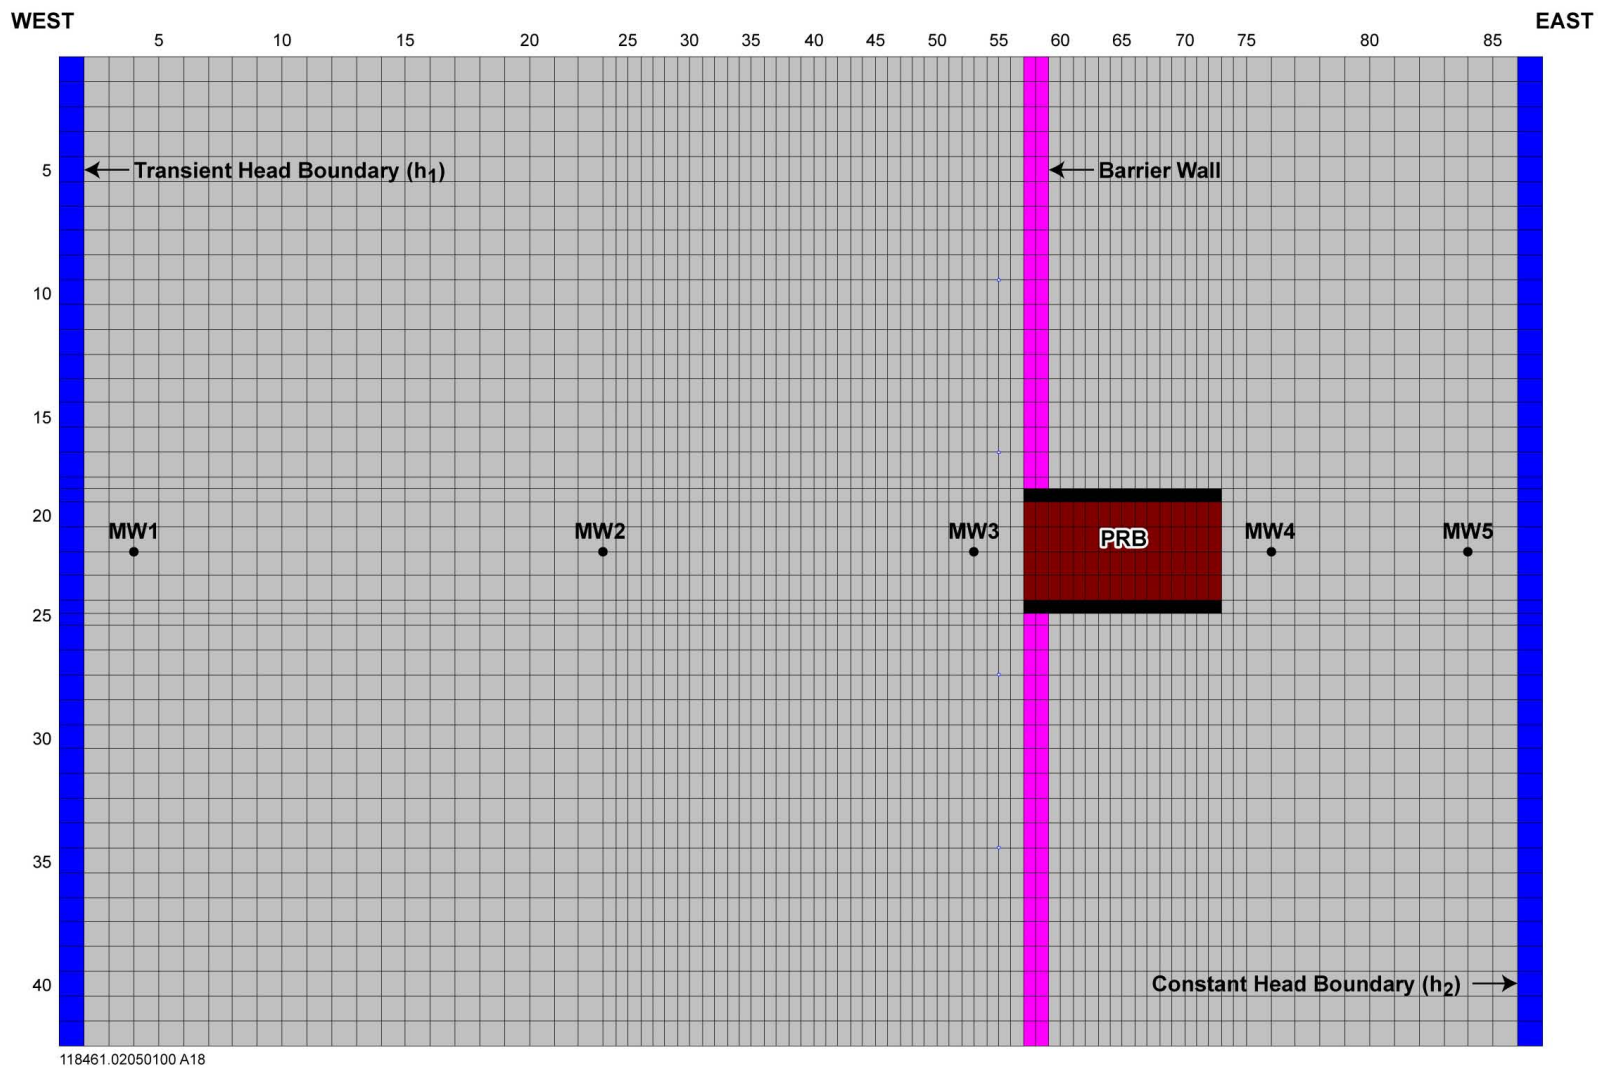 WEST EAST
5 10 15 20 25 30 35 40 45 50 55 60 65 70 75 80 85
5
Transient Head Boundary (h1)
Barrier Wall
10
15
20
MW1 MW2 MW3 PRB MW4 MW5
25
30
35
40
Constant Head Boundary (h2)
118461.02050100 A18